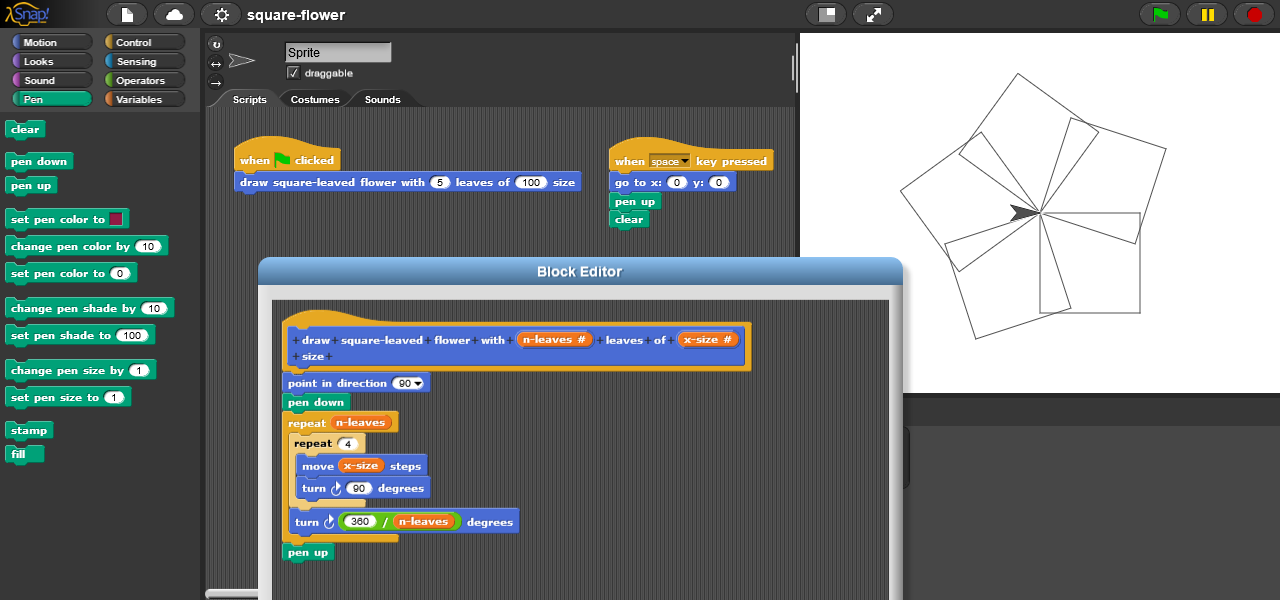 Snap! square-flower
Motion Control
Looks Sensing
Sound Operators
Pen Variables
clear
pen down
pen up
set pen color to
change pen color by 10
set pen color to 0
change pen shade by 10
set pen shade to 100
change pen size by 1
set pen size to 1
stamp
fill
Sprite
draggable
Scripts Costumes Sounds
when clicked
draw square-leaved flower with 5 leaves of 100 size
when space key pressed
go to x: 0 y: 0
pen up
clear
Block Editor
+ draw + square-leaved + flower + with + n-leaves # + leaves + of + x-size #
+ size +
point in direction 90
pen down
repeat n-leaves
repeat 4
move x-size steps
turn 90 degrees
turn 360 / n-leaves degrees
pen up